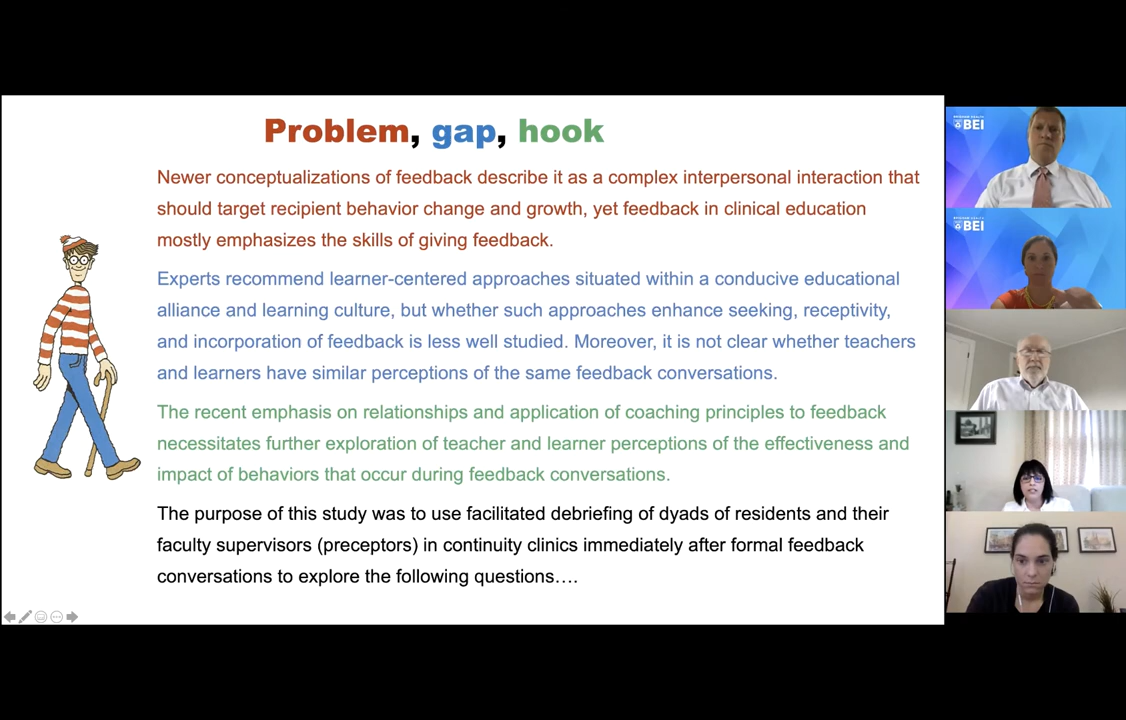 Problem, gap, hook
Newer conceptualizations of feedback describe it as a complex interpersonal interaction that
should target recipient behavior change and growth, yet feedback in clinical education
mostly emphasizes the skills of giving feedback.
Experts recommend learner-centered approaches situated within a conducive educational
alliance and learning culture, but whether such approaches enhance seeking, receptivity,
and incorporation of feedback is less well studied. Moreover, it is not clear whether teachers
and learners have similar perceptions of the same feedback conversations.
The recent emphasis on relationships and application of coaching principles to feedback
necessitates further exploration of teacher and learner perceptions of the effectiveness and
impact of behaviors that occur during feedback conversations.
The purpose of this study was to use facilitated debriefing of dyads of residents and their
faculty supervisors (preceptors) in continuity clinics immediately after formal feedback
conversations to explore the following questions….
BEI
BEI